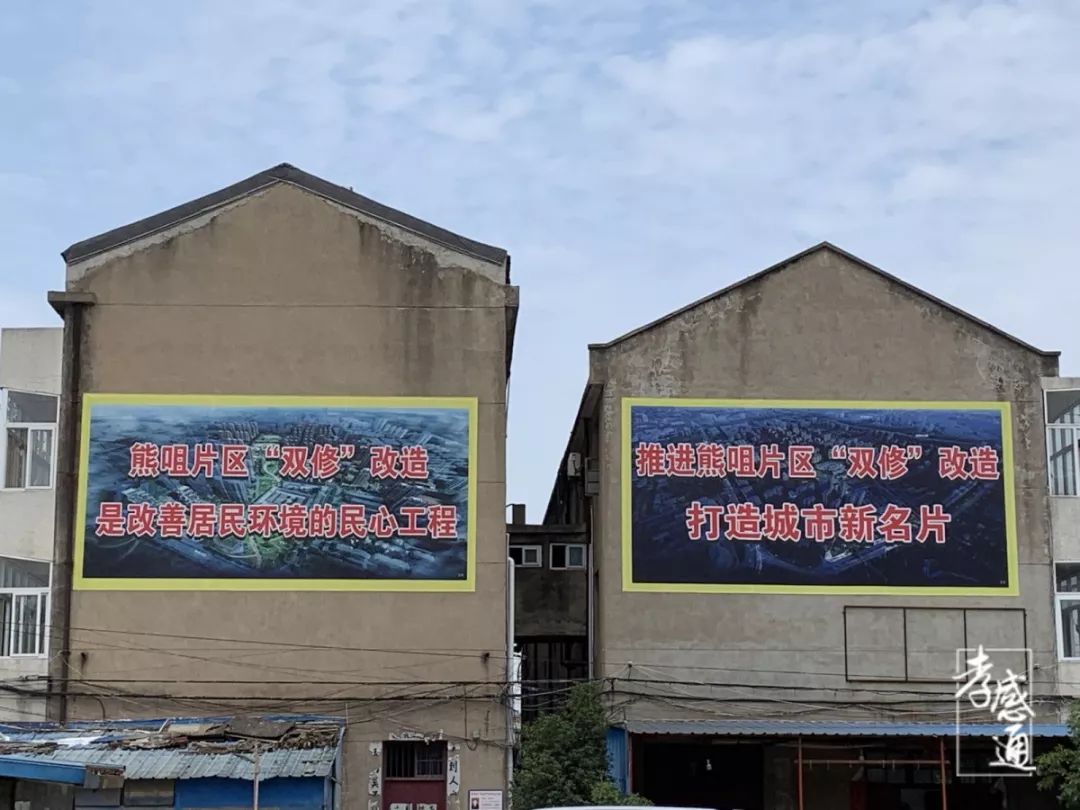 熊咀片区“双修”改造
是改善居民环境的民心工程
推进熊咀片区“双修”改造
打造城市新名片
孝感通